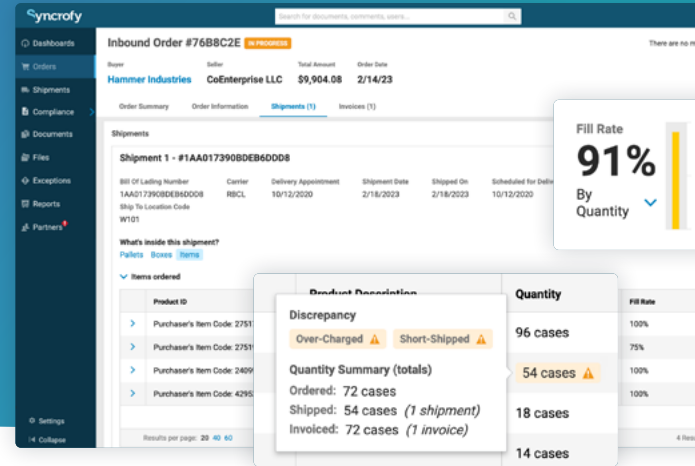 Syncrofy
Search for documents, comments, users...
Dashboards
Orders
Shipments
Compliance
Documents
Files
Exceptions
Reports
Partners
Settings
Collapse
Inbound Order #76B8C2E IN PROGRESS
There are no
Buyer Seller Total Amount Order Date
Hammer Industries CoEnterprise LLC $9,904.08 2/14/23
Order Summary Order Information Shipments (1) Invoices (1)
Shipments
Shipment 1 - #1AA017390BDEB6DDD8
Bill Of Lading Number Carrier Delivery Appointment Shipment Date Shipped On Scheduled for
1AA017390BDEB6DDD8 RBCL 10/12/2020 2/18/2023 2/18/2023 10/12/2020
Ship To Location Code
W101
What's inside this shipment?
Pallets Boxes Items
Items ordered
Product ID
Purchaser's Item Code:
Purchaser's Item Code:
Purchaser's Item Code:
Purchaser's Item Code:
Results per page: 20 40 60
Fill Rate
91%
By
Quantity
Product Description Quantity
96 cases
54 cases
18 cases
14 cases
Discrepancy
Over-Charged Short-Shipped
Quantity Summary (totals)
Ordered: 72 cases
Shipped: 54 cases (1 shipment)
Invoiced: 72 cases (1 invoice)
Fill Rate
100%
75%
100%
100%